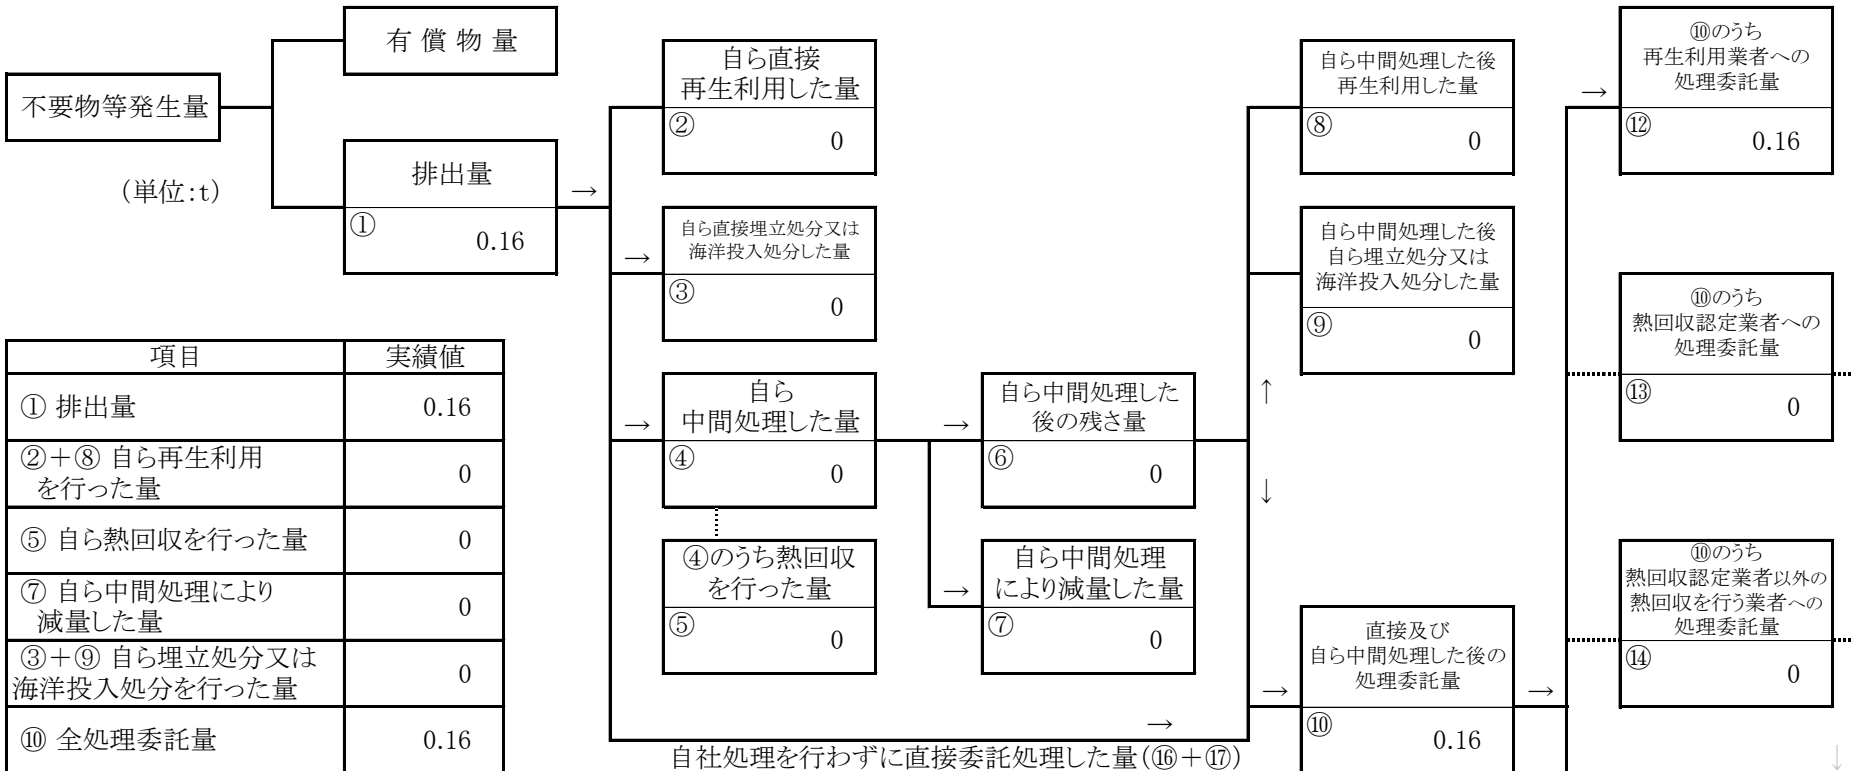 有 償 物 量
不要物等発生量
(単位:t)
排出量
①
0.16
→
自ら直接
再生利用した量
②
0
→
自ら直接埋立処分又は
海洋投入処分した量
③
0
→
自ら
中間処理した量
④
0
④のうち熱回収
を行った量
⑤
0
→
自ら中間処理した
後の残さ量
⑥
0
→
自ら中間処理
により減量した量
⑦
0
自ら中間処理した後
再生利用した量
⑧
0
自ら中間処理した後
自ら埋立処分又は
海洋投入処分した量
⑨
0
↑
↓
→
直接及び
自ら中間処理した後の
処理委託量
⑩
0.16
→
→
自社処理を行わずに直接委託処理した量(⑯+⑰)
→
⑩のうち
再生利用業者への
処理委託量
⑫
0.16
⑩のうち
熱回収認定業者への
処理委託量
⑬
0
⑩のうち
熱回収認定業者以外の
熱回収を行う業者への
処理委託量
⑭
0
↓
項目 実績値
① 排出量 0.16
②+⑧ 自ら再生利用
を行った量 0
⑤ 自ら熱回収を行った量 0
⑦ 自ら中間処理により
減量した量 0
③+⑨ 自ら埋立処分又は
海洋投入処分を行った量 0
⑩ 全処理委託量 0.16